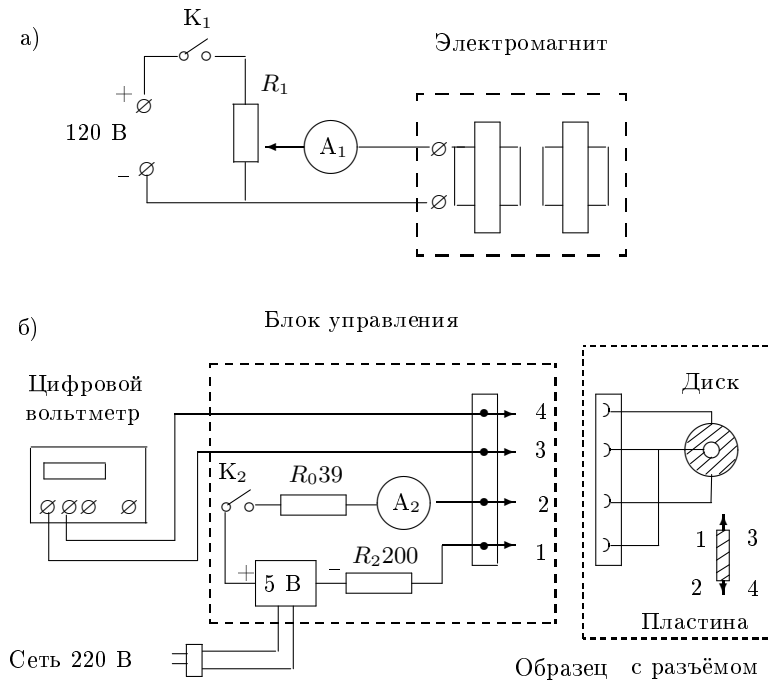 K₁
а)
Электромагнит
R₁
+
120 В
A₁
–
б)
Блок управления
Цифровой
вольтметр
Диск
4
3
K₂
R₀39
A₂
2
1
R₂200
+
–
5 В
1
3
2
4
Пластина
Сеть 220 В
Образец с разъёмом